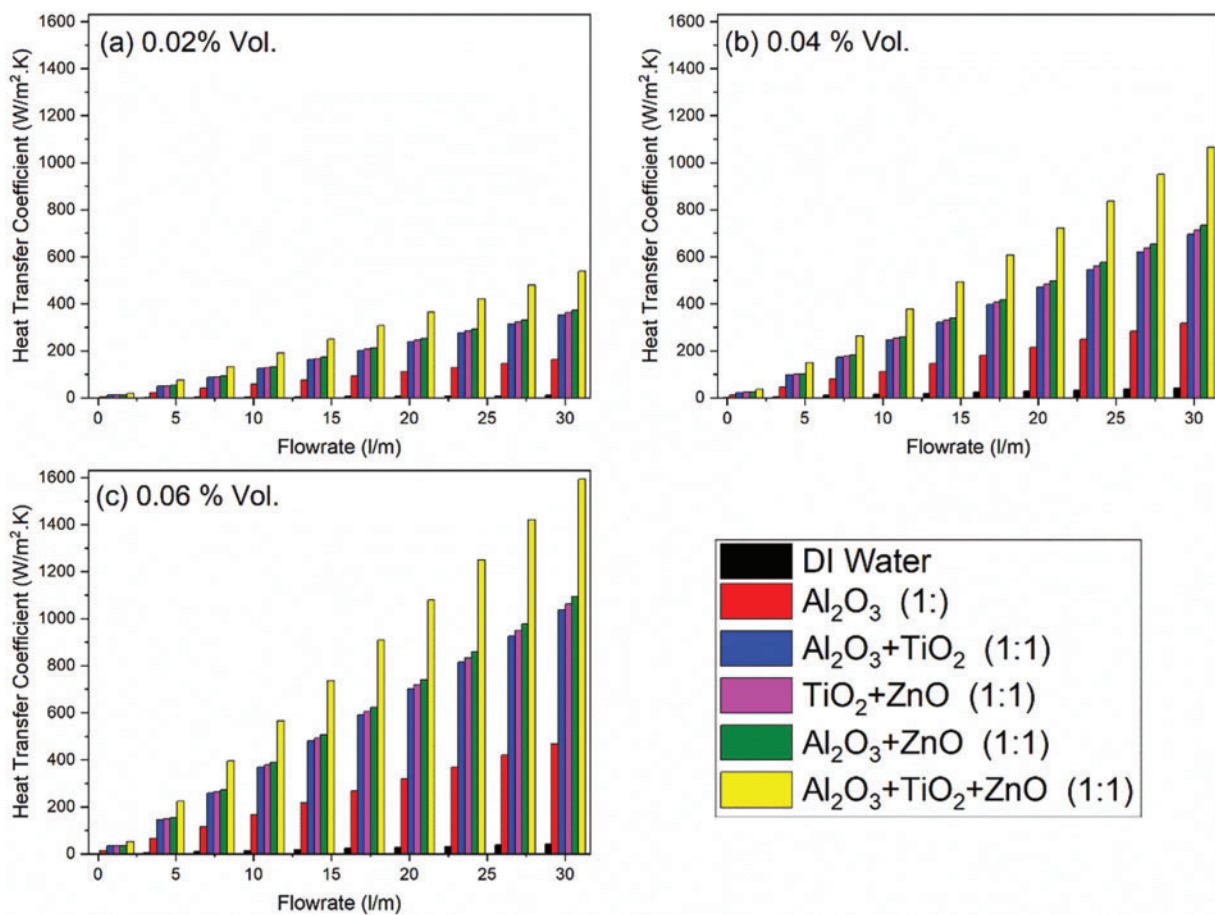 (a) 0.02% Vol.
Heat Transfer Coefficient (W/m².K)
1600
1400
1200
1000
800
600
400
200
0
0 5 10 15 20 25 30
Flowrate (l/m)
(b) 0.04 % Vol.
Heat Transfer Coefficient (W/m².K)
1600
1400
1200
1000
800
600
400
200
0
0 5 10 15 20 25 30
Flowrate (l/m)
(c) 0.06 % Vol.
Heat Transfer Coefficient (W/m².K)
1600
1400
1200
1000
800
600
400
200
0
0 5 10 15 20 25 30
Flowrate (l/m)
DI Water
Al₂O₃ (1:)
Al₂O₃+TiO₂ (1:1)
TiO₂+ZnO (1:1)
Al₂O₃+ZnO (1:1)
Al₂O₃+TiO₂+ZnO (1:1)